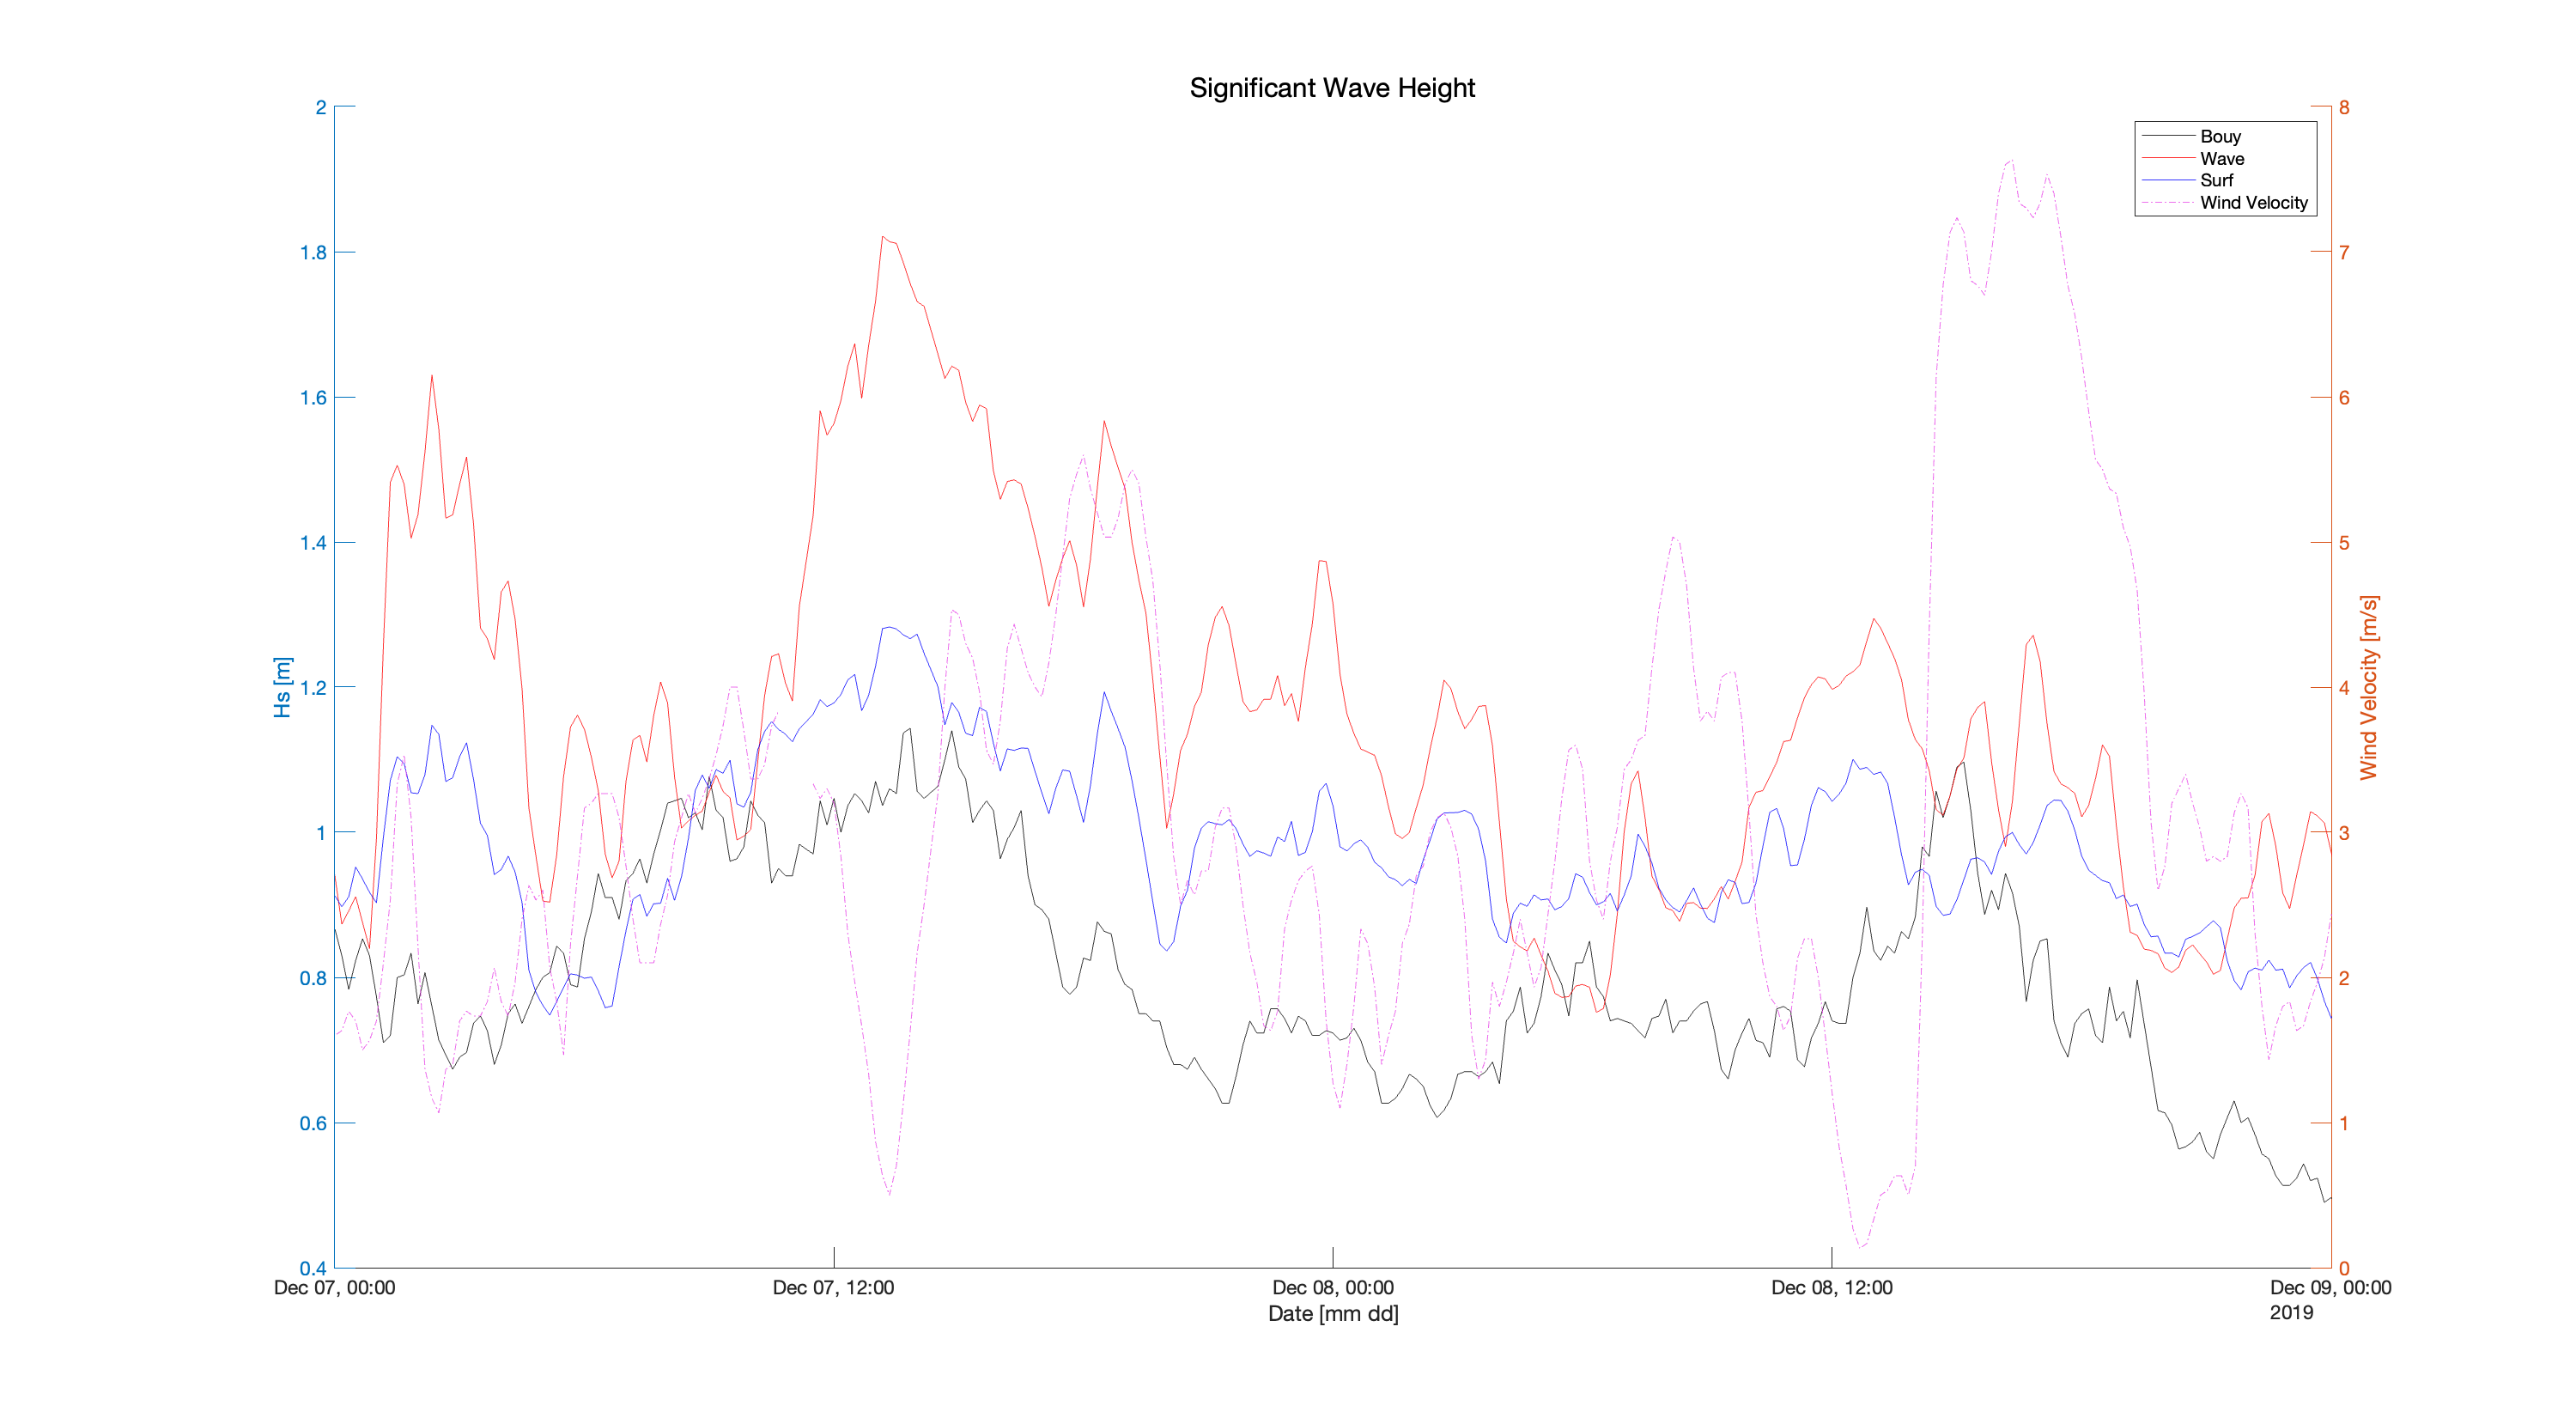 Significant Wave Height
2
1.8
1.6
1.4
1.2
1
0.8
0.6
0.4
Hs [m]
8
7
6
5
4
3
2
1
0
Wind Velocity [m/s]
Bouy
Wave
Surf
Wind Velocity
Dec 07, 00:00
Dec 07, 12:00
Dec 08, 00:00
Dec 08, 12:00
Dec 09, 00:00
2019
Date [mm dd]